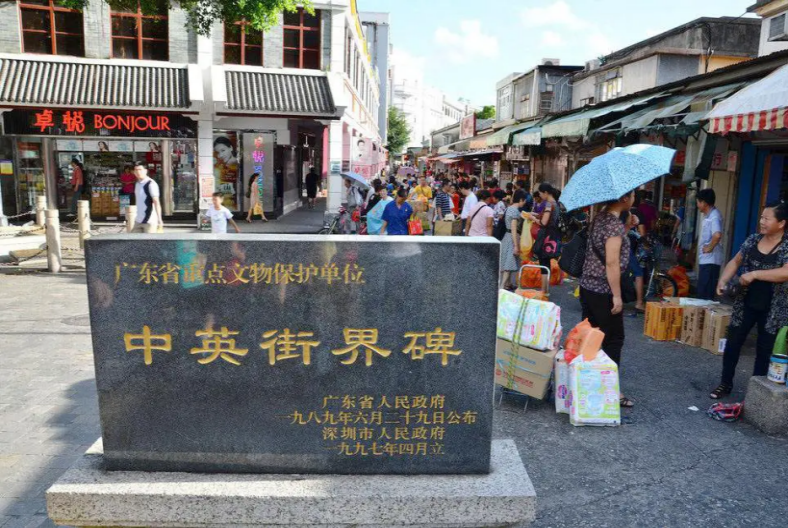 卓悦 BONJOUR
广东省重点文物保护单位
中英街界碑
广东省人民政府
一九八九年六月二十九日公布
深圳市人民政府
一九九七年四月立